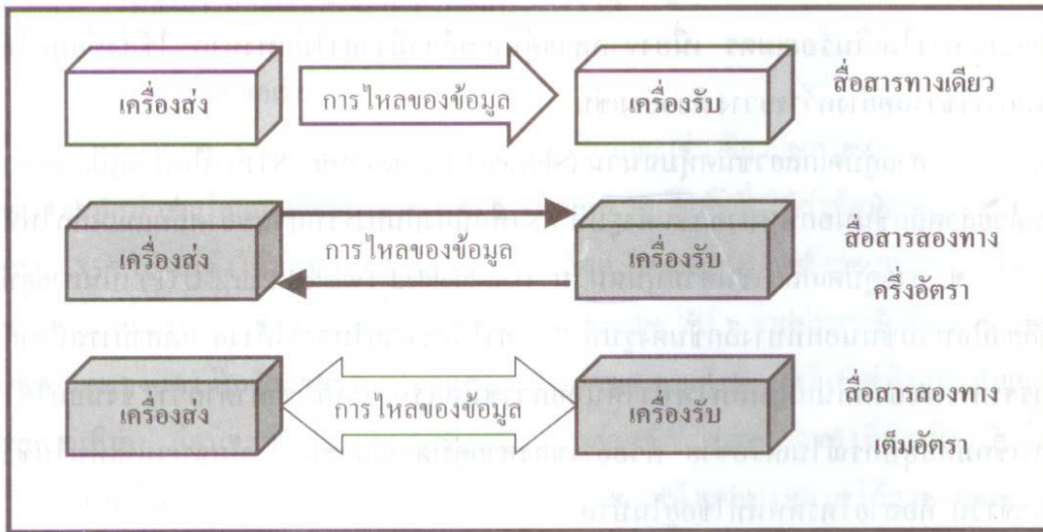 เครื่องส่ง
การไหลของข้อมูล
เครื่องรับ
สื่อสารทางเดียว
เครื่องส่ง
การไหลของข้อมูล
เครื่องรับ
สื่อสารสองทาง
ครึ่งอัตรา
เครื่องส่ง
การไหลของข้อมูล
เครื่องรับ
สื่อสารสองทาง
เต็มอัตรา